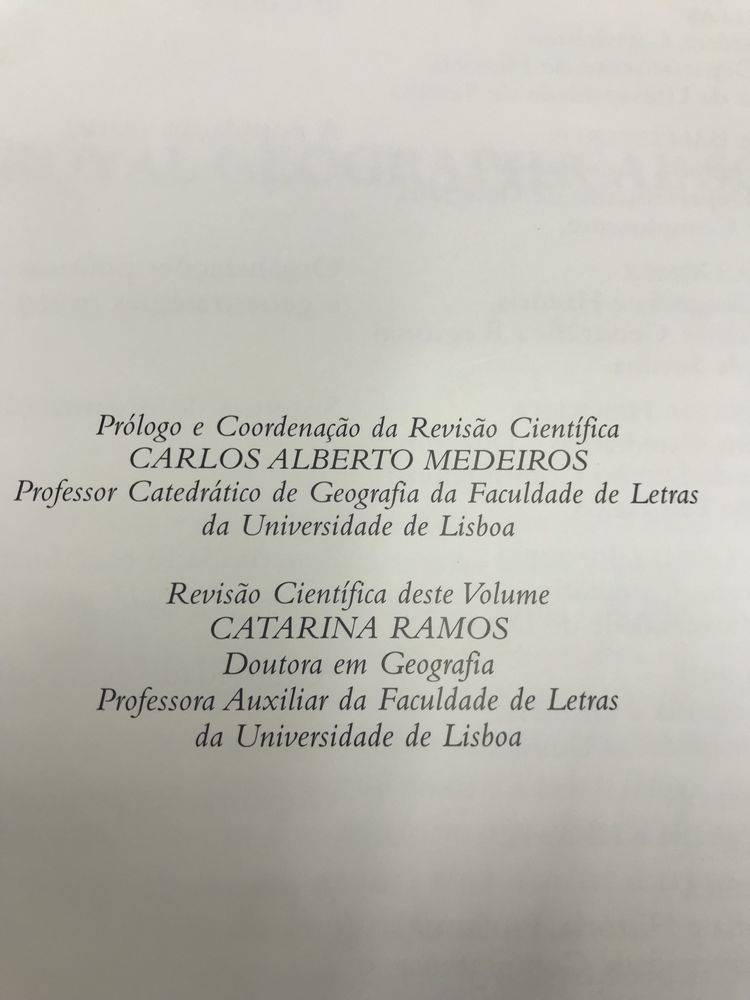 Prólogo e Coordenação da Revisão Científica
CARLOS ALBERTO MEDEIROS
Professor Catedrático de Geografia da Faculdade de Letras
da Universidade de Lisboa
Revisão Científica deste Volume
CATARINA RAMOS
Doutora em Geografia
Professora Auxiliar da Faculdade de Letras
da Universidade de Lisboa